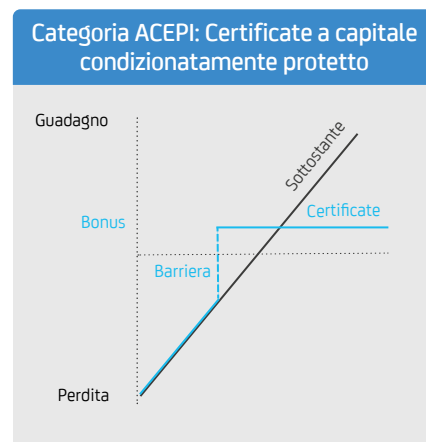 Categoria ACEPI: Certificate a capitale
condizionatamente protetto
Guadagno
Sottostante
Bonus
Certificate
Barriera
Perdita